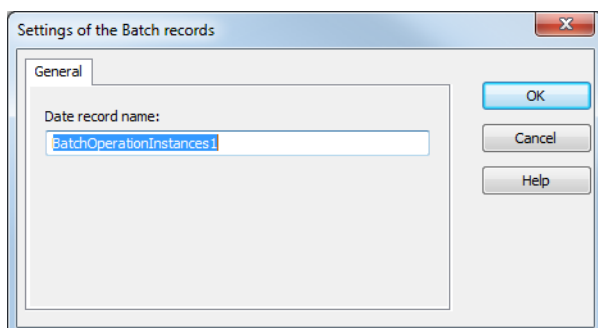 Settings of the Batch records
General
Date record name:
BatchOperationInstances1
OK
Cancel
Help